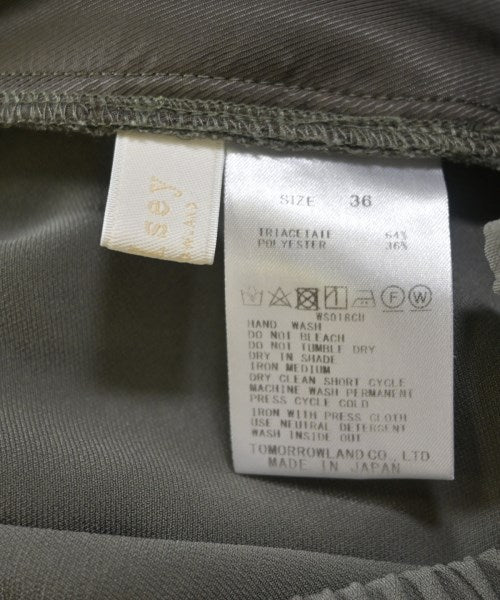 sey
SIZE 36
TRIACETATE 64%
POLYESTER 36%
F W
WS018CU
HAND WASH
DO NOT BLEACH
DO NOT TUMBLE DRY
DRY IN SHADE
IRON MEDIUM
DRY CLEAN SHORT CYCLE
MACHINE WASH PERMANENT
PRESS CYCLE COLD
IRON WITH PRESS CLOTH
USE NEUTRAL DETERGENT
WASH INSIDE OUT
TOMORROWLAND CO., LTD
MADE IN JAPAN